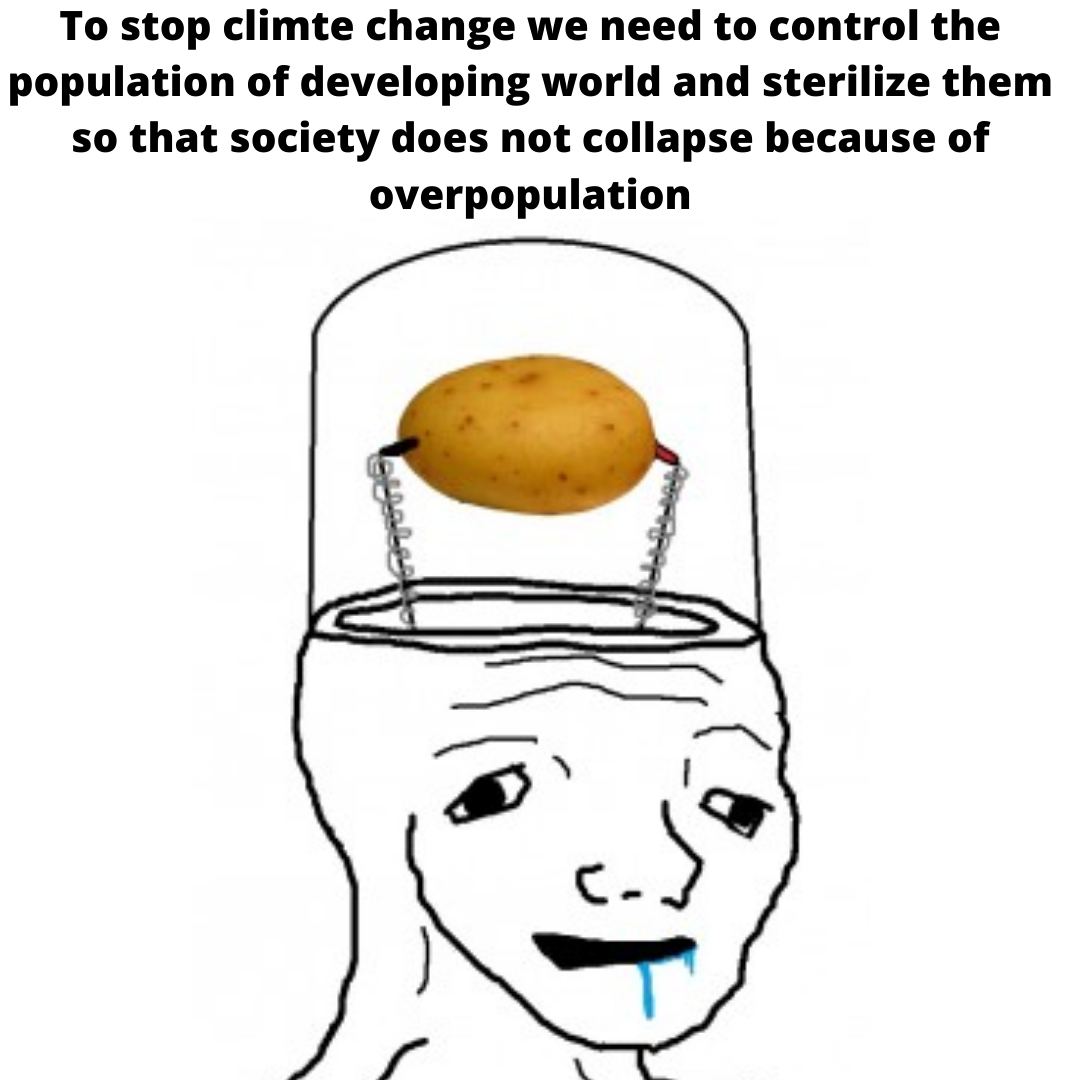 To stop climte change we need to control the
population of developing world and sterilize them
so that society does not collapse because of
overpopulation